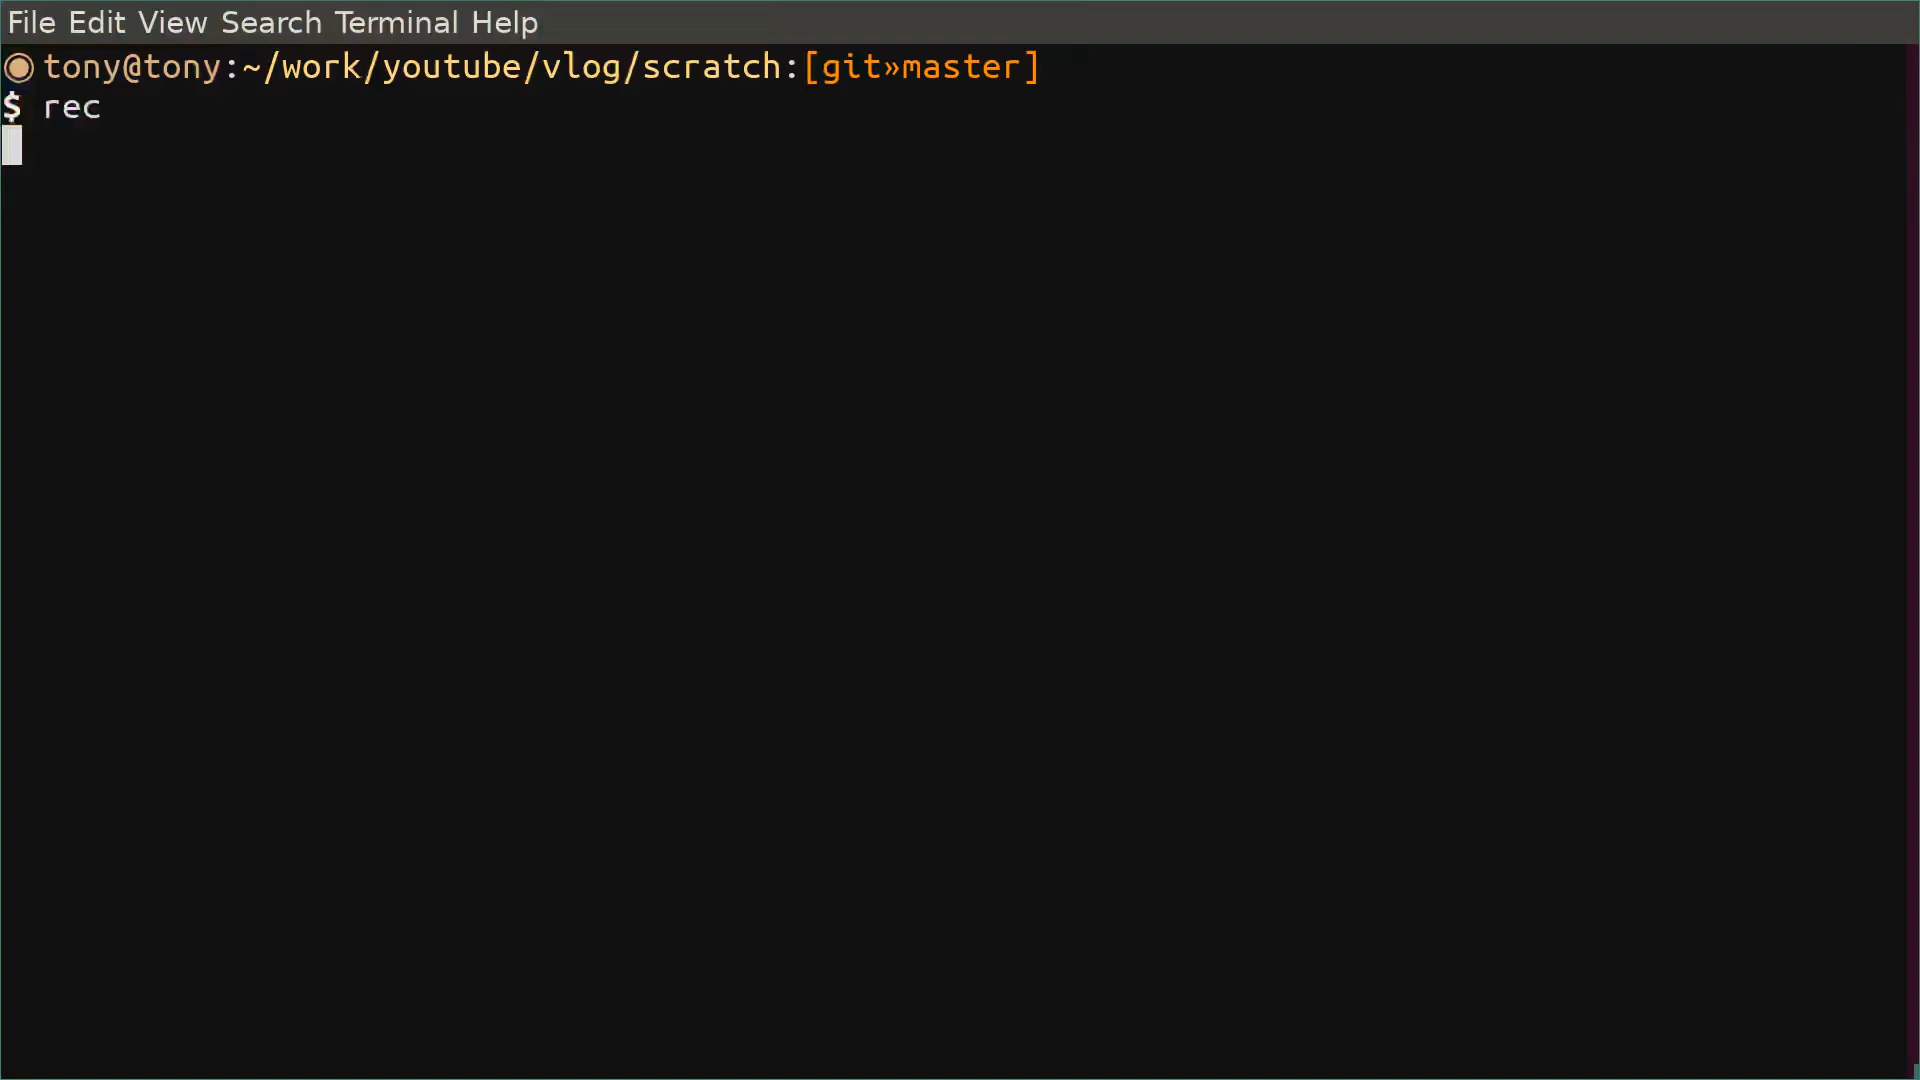 File Edit View Search Terminal Help
tony@tony:~/work/youtube/vlog/scratch:[git»master]
$ rec